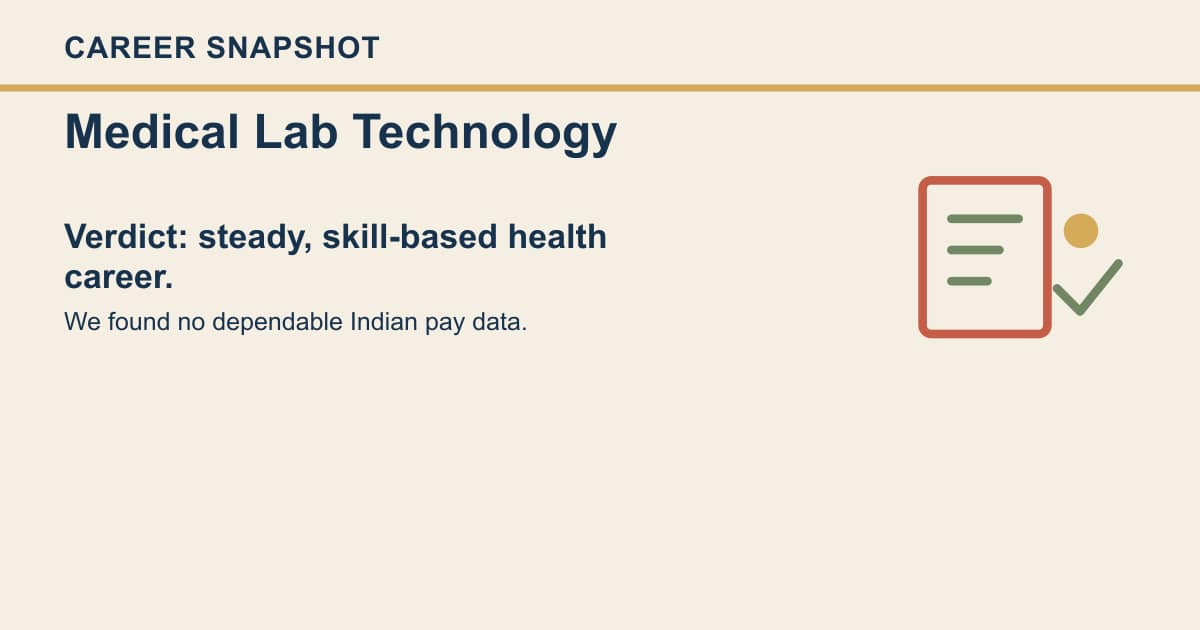 CAREER SNAPSHOT
Medical Lab Technology
Verdict: steady, skill-based health
career.
We found no dependable Indian pay data.